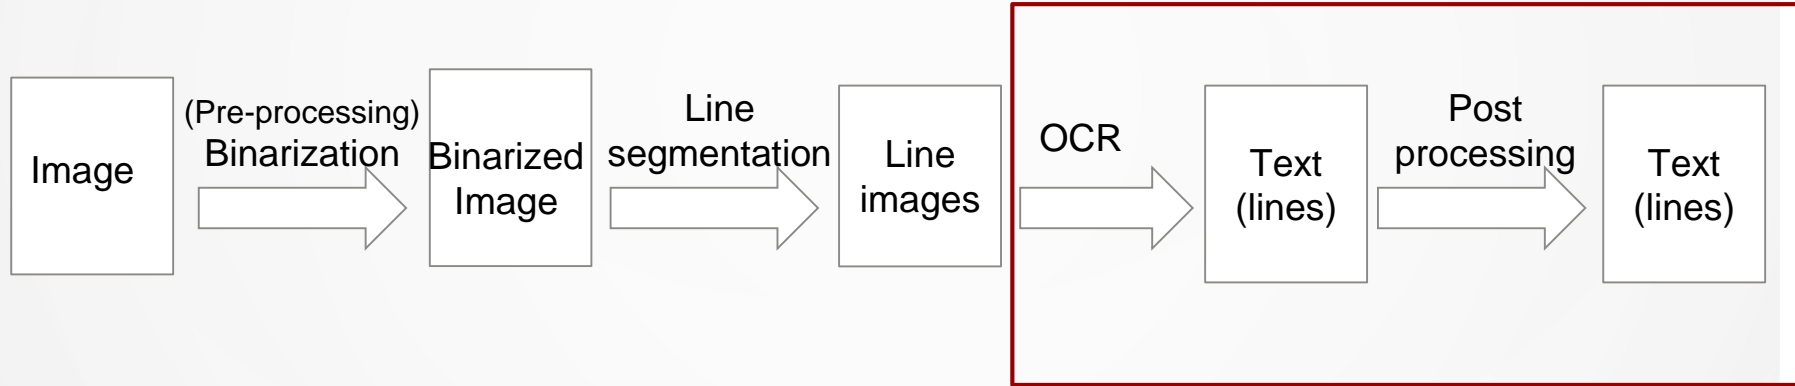 Image
(Pre-processing)
Binarization
Binarized
Image
Line
segmentation
Line
images
OCR
Text
(lines)
Post
processing
Text
(lines)